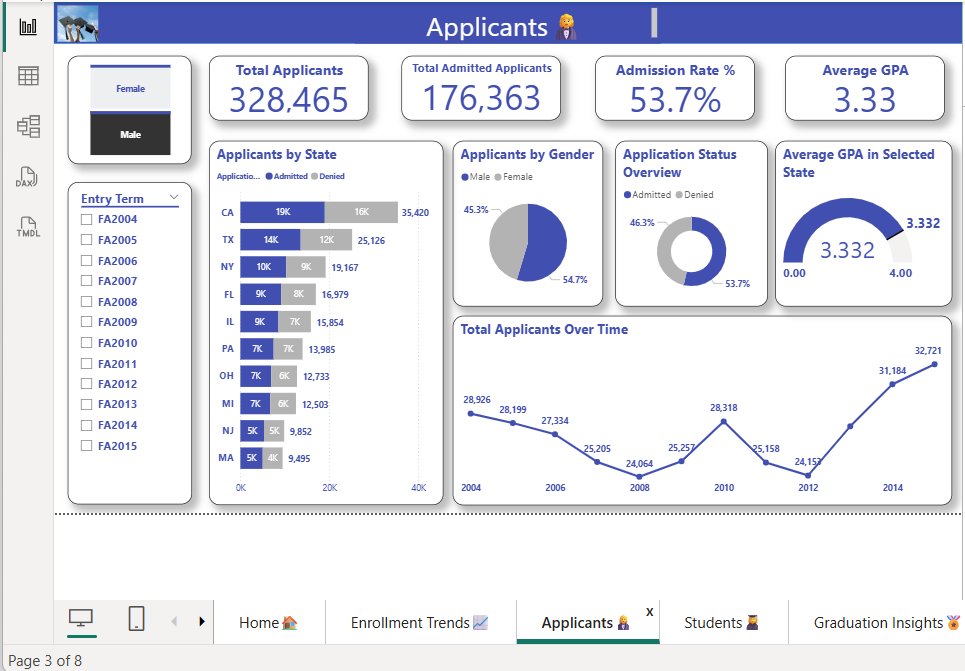 Applicants
Female
Male
Total Applicants
328,465
Total Admitted Applicants
176,363
Admission Rate %
53.7%
Average GPA
3.33
Entry Term
FA2004
FA2005
FA2006
FA2007
FA2008
FA2009
FA2010
FA2011
FA2012
FA2013
FA2014
FA2015
Applicants by State
Applicatio... Admitted Denied
CA 19K 16K 35,420
TX 14K 12K 25,126
NY 10K 9K 19,167
FL 9K 8K 16,979
IL 9K 7K 15,854
PA 7K 7K 13,985
OH 7K 6K 12,733
MI 7K 6K 12,503
NJ 5K 5K 9,852
MA 5K 4K 9,495
0K 20K 40K
Applicants by Gender
Male Female
45.3%
54.7%
Application Status
Overview
Admitted Denied
46.3%
53.7%
Average GPA in Selected
State
3.332
3.332
0.00 4.00
Total Applicants Over Time
28,926
28,199
27,334
25,205
24,064
25,257
28,318
25,158
24,153
31,184
32,721
2004 2006 2008 2010 2012 2014
DAX
TMDL
Home
Enrollment Trends
Applicants
X
Students
Graduation Insights
Page 3 of 8